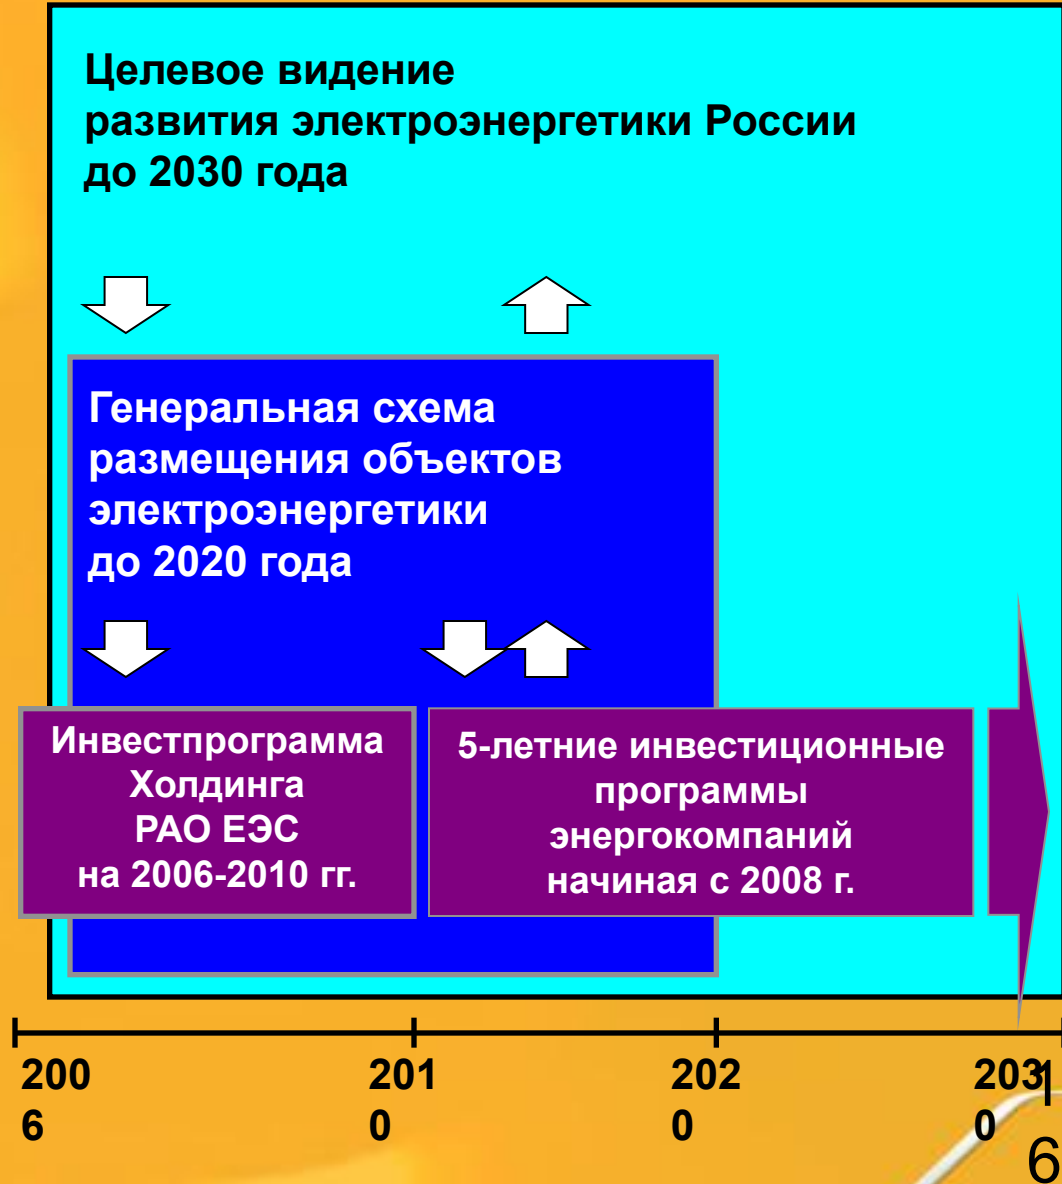 Целевое видение
развития электроэнергетики России
до 2030 года
Генеральная схема
размещения объектов
электроэнергетики
до 2020 года
Инвестпрограмма
Холдинга
РАО ЕЭС
на 2006-2010 гг.
5-летние инвестиционные
программы
энергокомпаний
начиная с 2008 г.
200
6
201
0
202
0
203
0
1
6